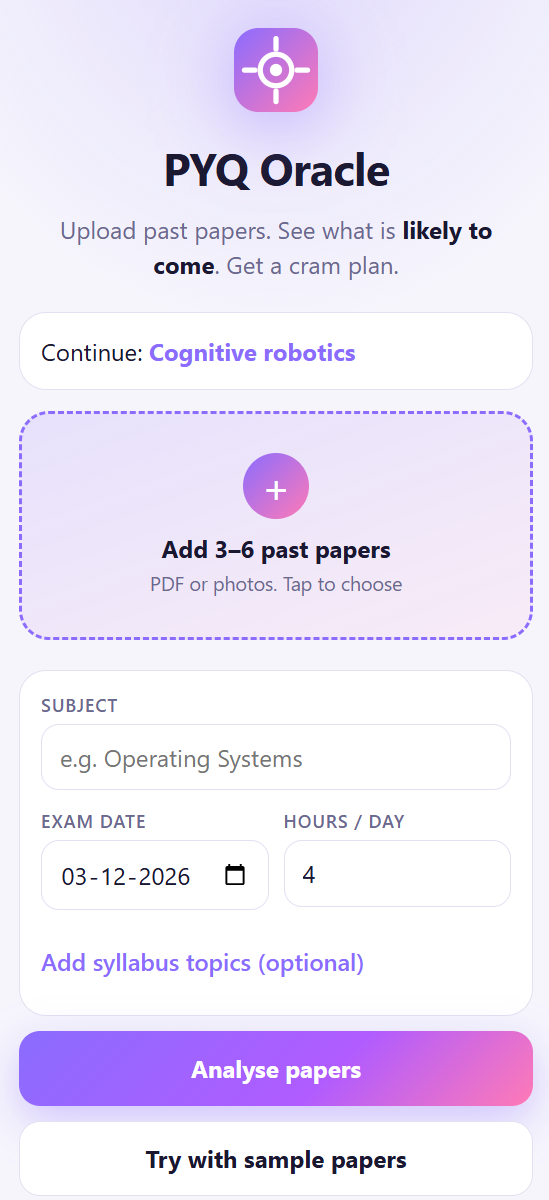 PYQ Oracle
Upload past papers. See what is likely to
come. Get a cram plan.
Continue: Cognitive robotics
+
Add 3–6 past papers
PDF or photos. Tap to choose
SUBJECT
e.g. Operating Systems
EXAM DATE
HOURS / DAY
03-12-2026
4
Add syllabus topics (optional)
Analyse papers
Try with sample papers